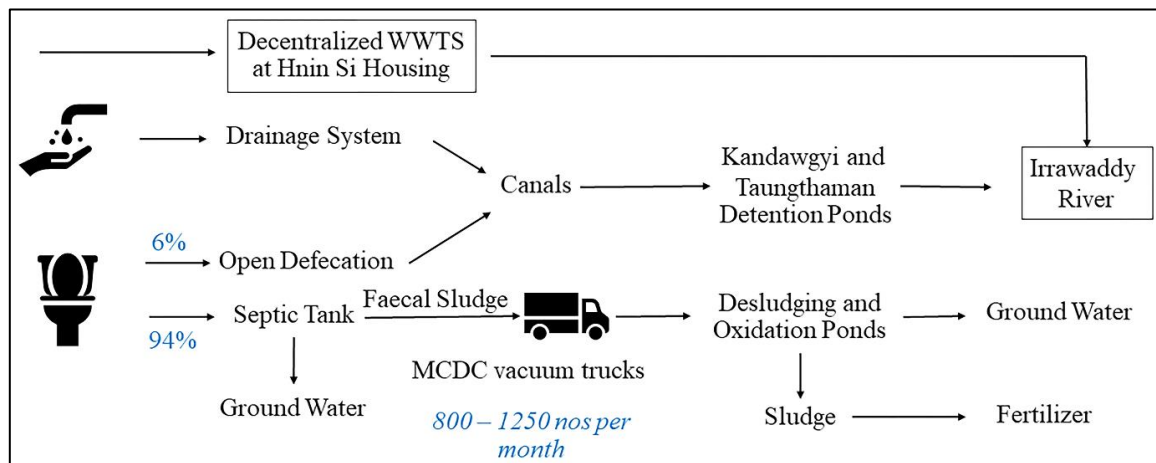 Decentralized WWTS
at Hnin Si Housing
Drainage System
Canals
Kandawgyi and
Taungthaman
Detention Ponds
Irrawaddy
River
6%
Open Defecation
94%
Septic Tank
Faecal Sludge
Desludging and
Oxidation Ponds
Ground Water
MCDC vacuum trucks
Ground Water
800 – 1250 nos per
month
Sludge
Fertilizer